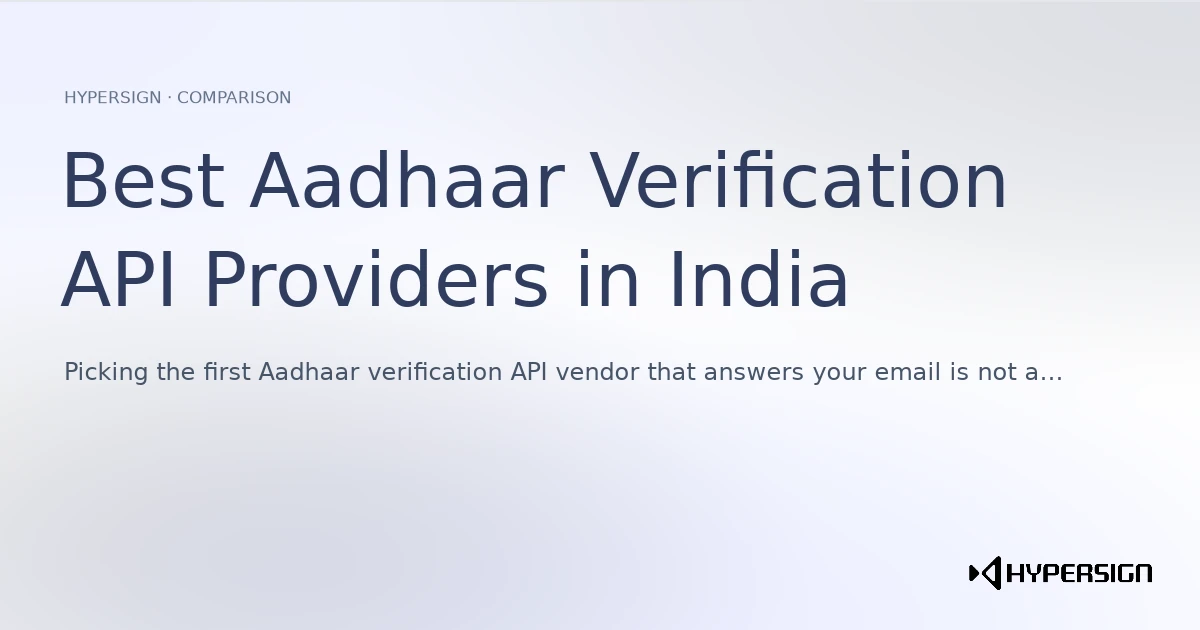 HYPERSIGN · COMPARISON
Best Aadhaar Verification
API Providers in India
Picking the first Aadhaar verification API vendor that answers your email is not a...
HYPERSIGN